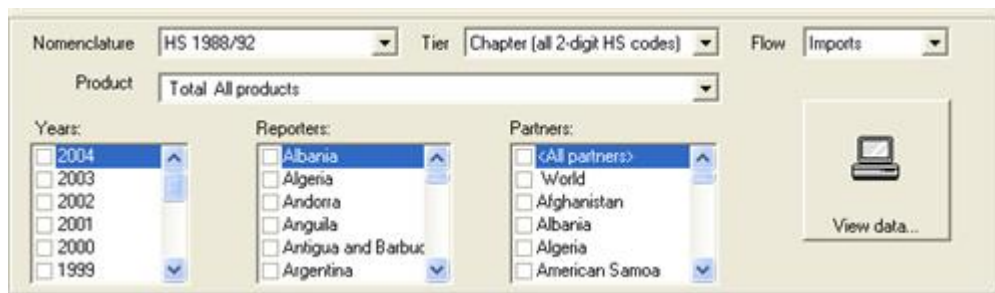 Nomenclature HS 1988/92 Tier Chapter (all 2-digit HS codes) Flow Imports
Product Total All products
Years: Reporters: Partners:
2004 Albania <All partners>
2003 Algeria World
2002 Andorra Afghanistan
2001 Anguila Albania
2000 Antigua and Barbuc Algeria
1999 Argentina American Samoa
View data...